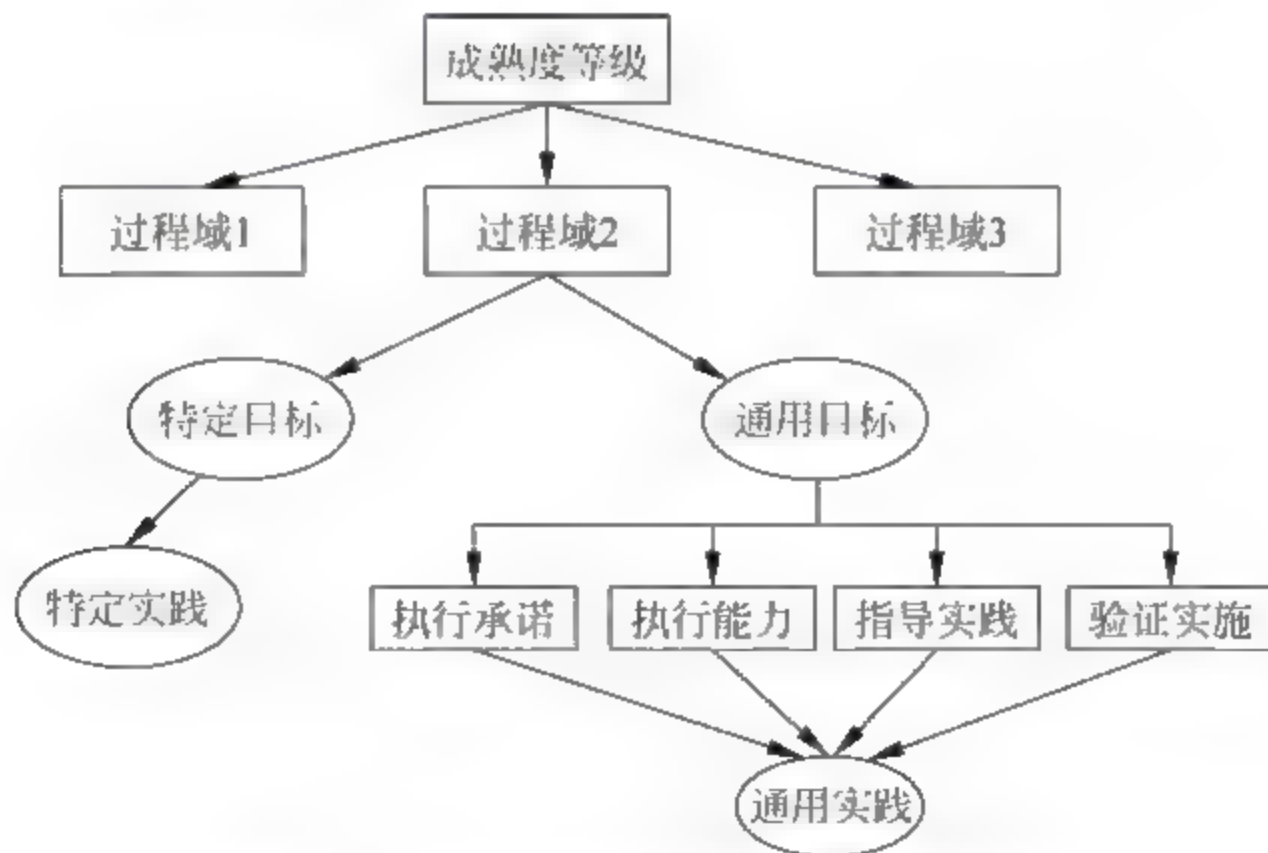 成熟度等级
过程域1
过程域2
过程域3
特定目标
通用目标
特定实践
执行承诺
执行能力
指导实践
验证实施
通用实践